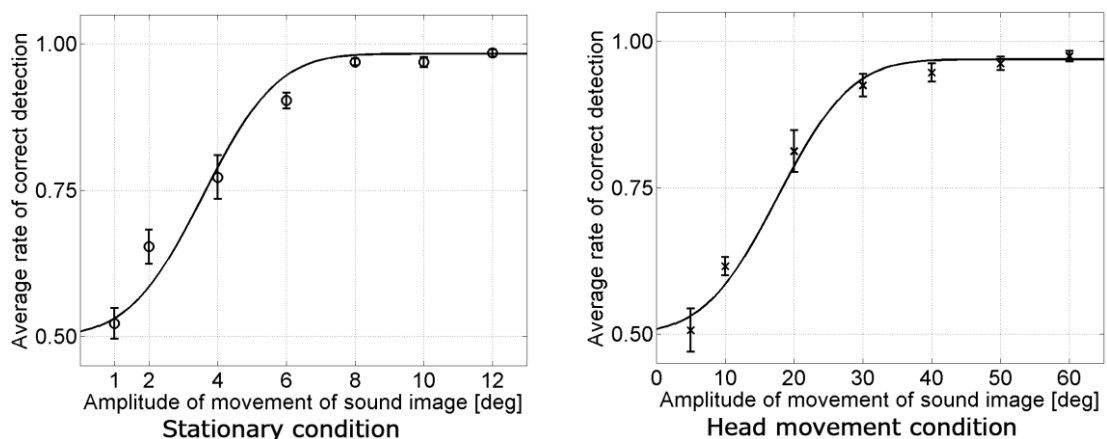 Average rate of correct detection
1.00
0.75
0.50
1 2 4 6 8 10 12
Amplitude of movement of sound image [deg]
Stationary condition
Average rate of correct detection
1.00
0.75
0.50
0 10 20 30 40 50 60
Amplitude of movement of sound image [deg]
Head movement condition